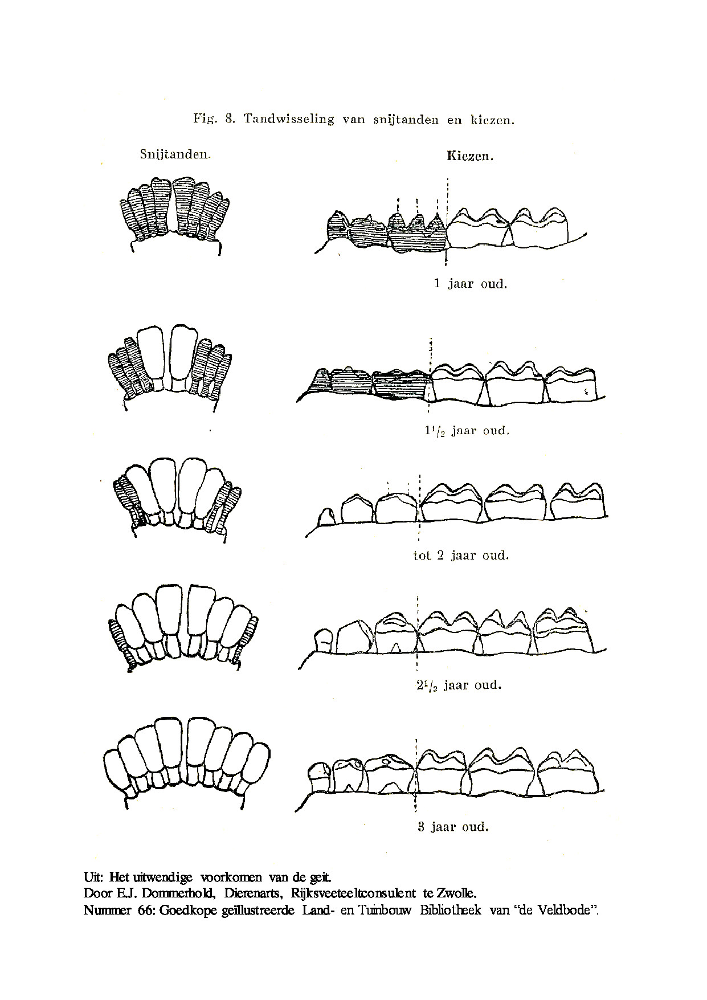 Fig. 8. Tandwisseling van snijtanden en kiezen.
Snijtanden.
Kiezen.
1 jaar oud.
1¹/₂ jaar oud.
tot 2 jaar oud.
2¹/₂ jaar oud.
3 jaar oud.
Uit: Het uitwendige voorkomen van de geit.
Door E.J. Dommerhold, Dierenarts, Rijksveeteeltconsulent te Zwolle.
Nummer 66: Goedkope geïllustreerde Land- en Tuinbouw Bibliotheek van “de Veldbode”.